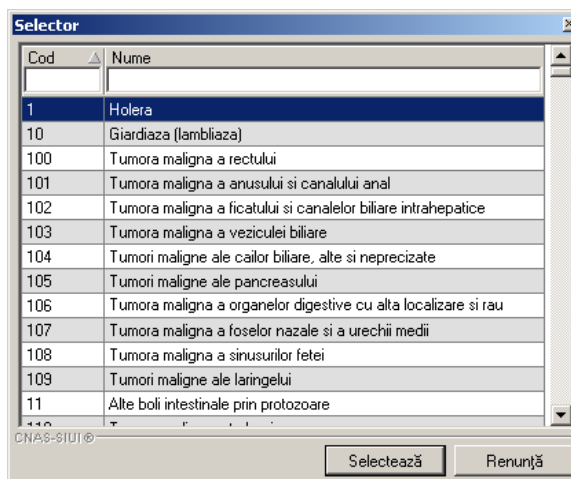 Selector
Cod Nume
1 Holera
10 Giardiaza (lambliaza)
100 Tumora maligna a rectului
101 Tumora maligna a anusului si canalului anal
102 Tumora maligna a ficatului si canalelor biliare intrahepatice
103 Tumora maligna a veziculei biliare
104 Tumori maligne ale cailor biliare, alte si neprecizate
105 Tumori maligne ale pancreasului
106 Tumora maligna a organelor digestive cu alta localizare si rau
107 Tumora maligna a foselor nazale si a urechii medii
108 Tumora maligna a sinusurilor fetei
109 Tumori maligne ale laringelui
11 Alte boli intestinale prin protozoare
CNAS-SIUI ®
Selectează Renunţă